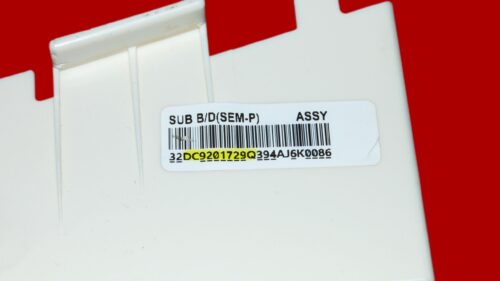 SUB B/D(SEM-P) ASSY
32DC9201729Q394AJ6K0086